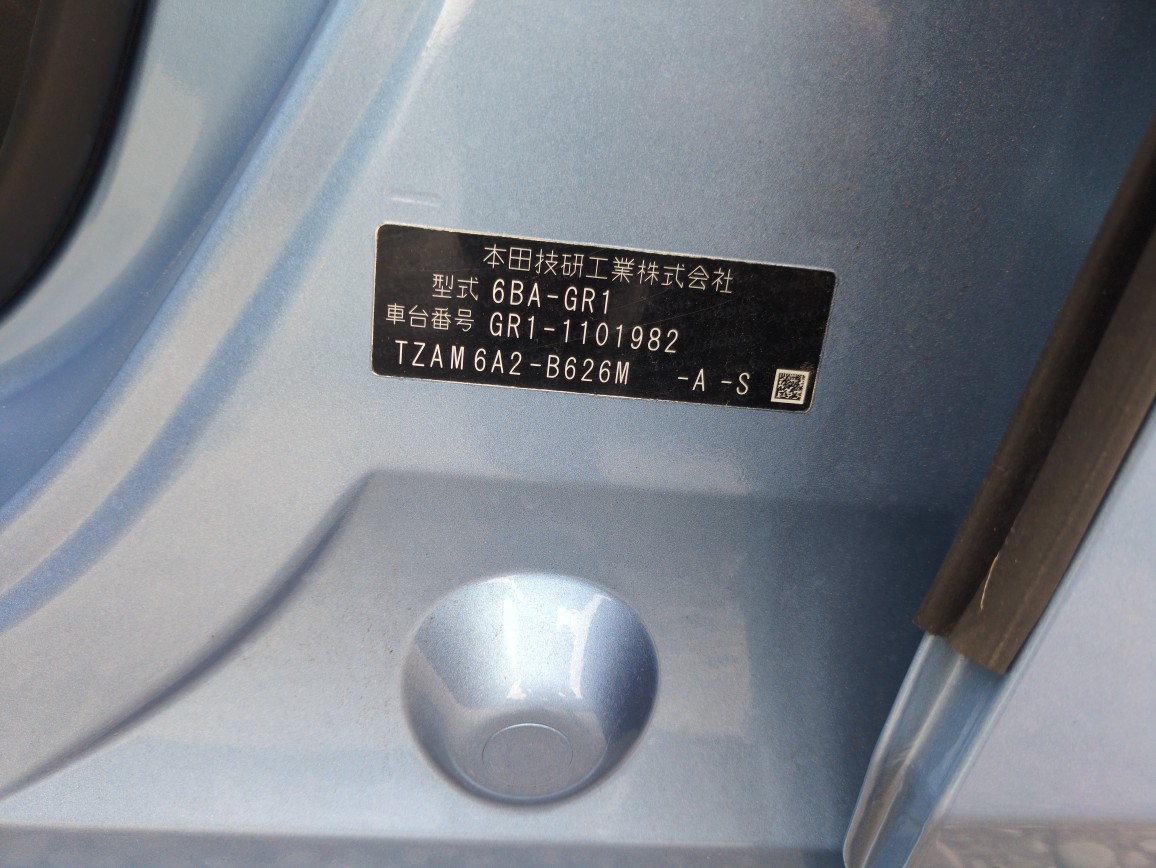 本田技研工業株式会社
型式 6BA-GR1
車台番号 GR1-1101982
TZAM6A2-B626M -A -S